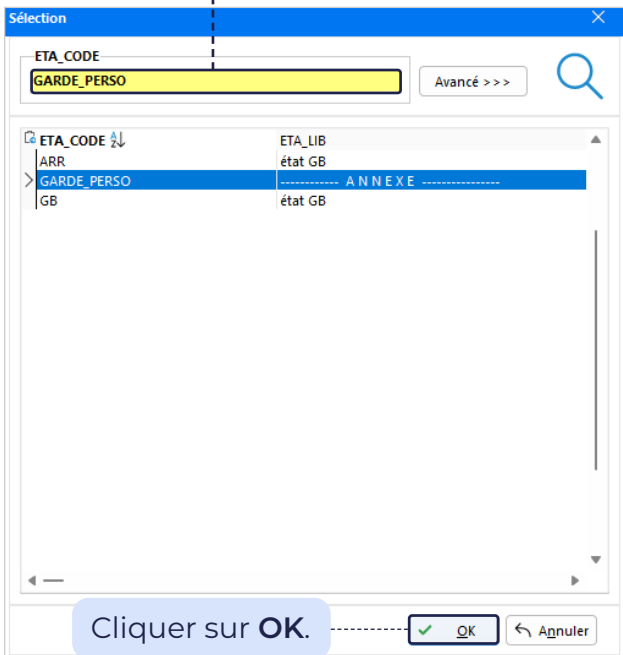 Sélection
ETA_CODE
GARDE_PERSO
Avancé >>>
ETA_CODE ETA_LIB
ARR état GB
GARDE_PERSO ------------ A N N E X E ----------------
GB état GB
Cliquer sur OK.
OK Annuler